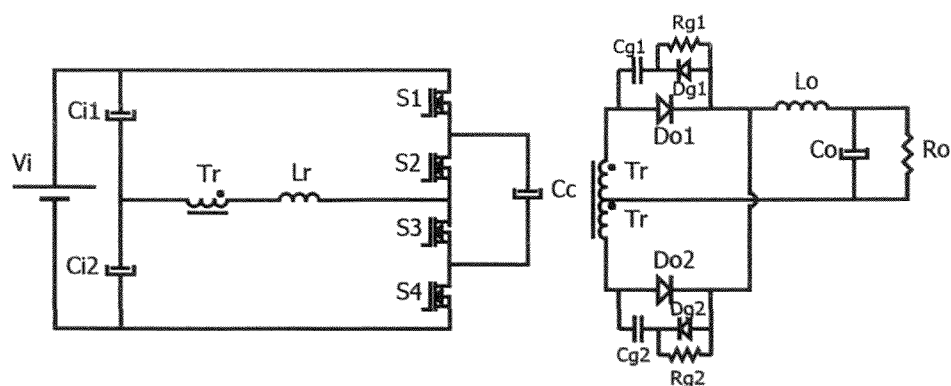 Rg1
Cg1
Dg1
Lo
S1
Ci1
Do1
Co
Ro
Vi
S2
Tr
Tr
Lr
Cc
Tr
S3
Do2
Ci2
S4
Dg2
Cg2
Rg2